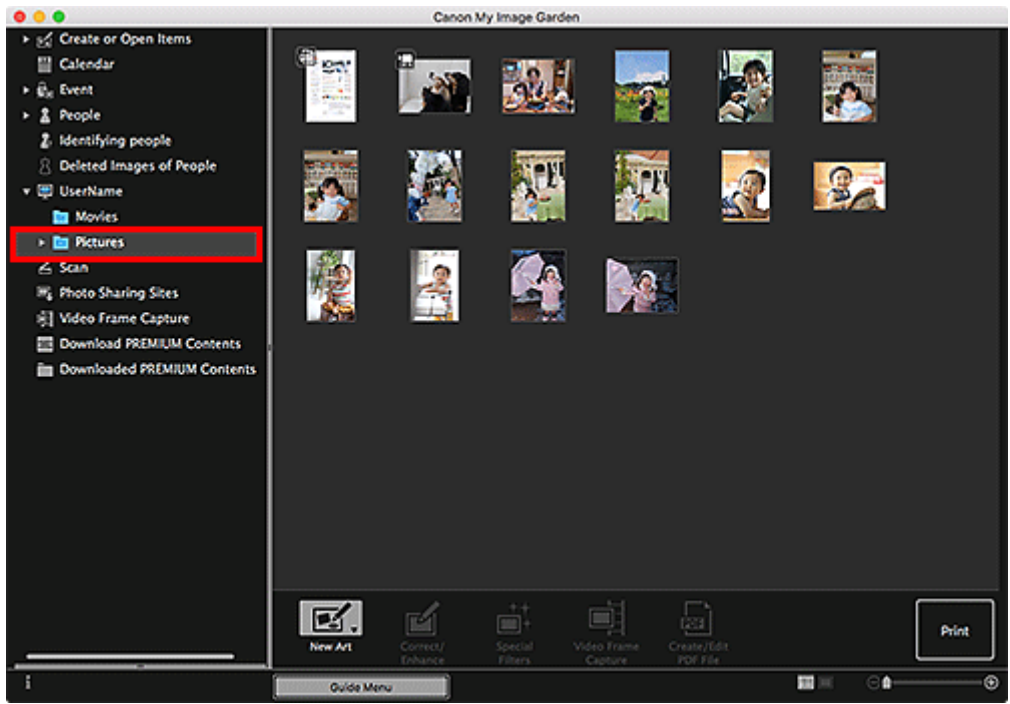 Canon My Image Garden
Create or Open Items
Calendar
Event
People
Identifying people
Deleted Images of People
UserName
Movies
Pictures
Scan
Photo Sharing Sites
Video Frame Capture
Download PREMIUM Contents
Downloaded PREMIUM Contents
New Art
Correct/
Enhance
Special
Filters
Video Frame
Capture
PDF
Create/Edit
PDF File
Print
Guide Menu